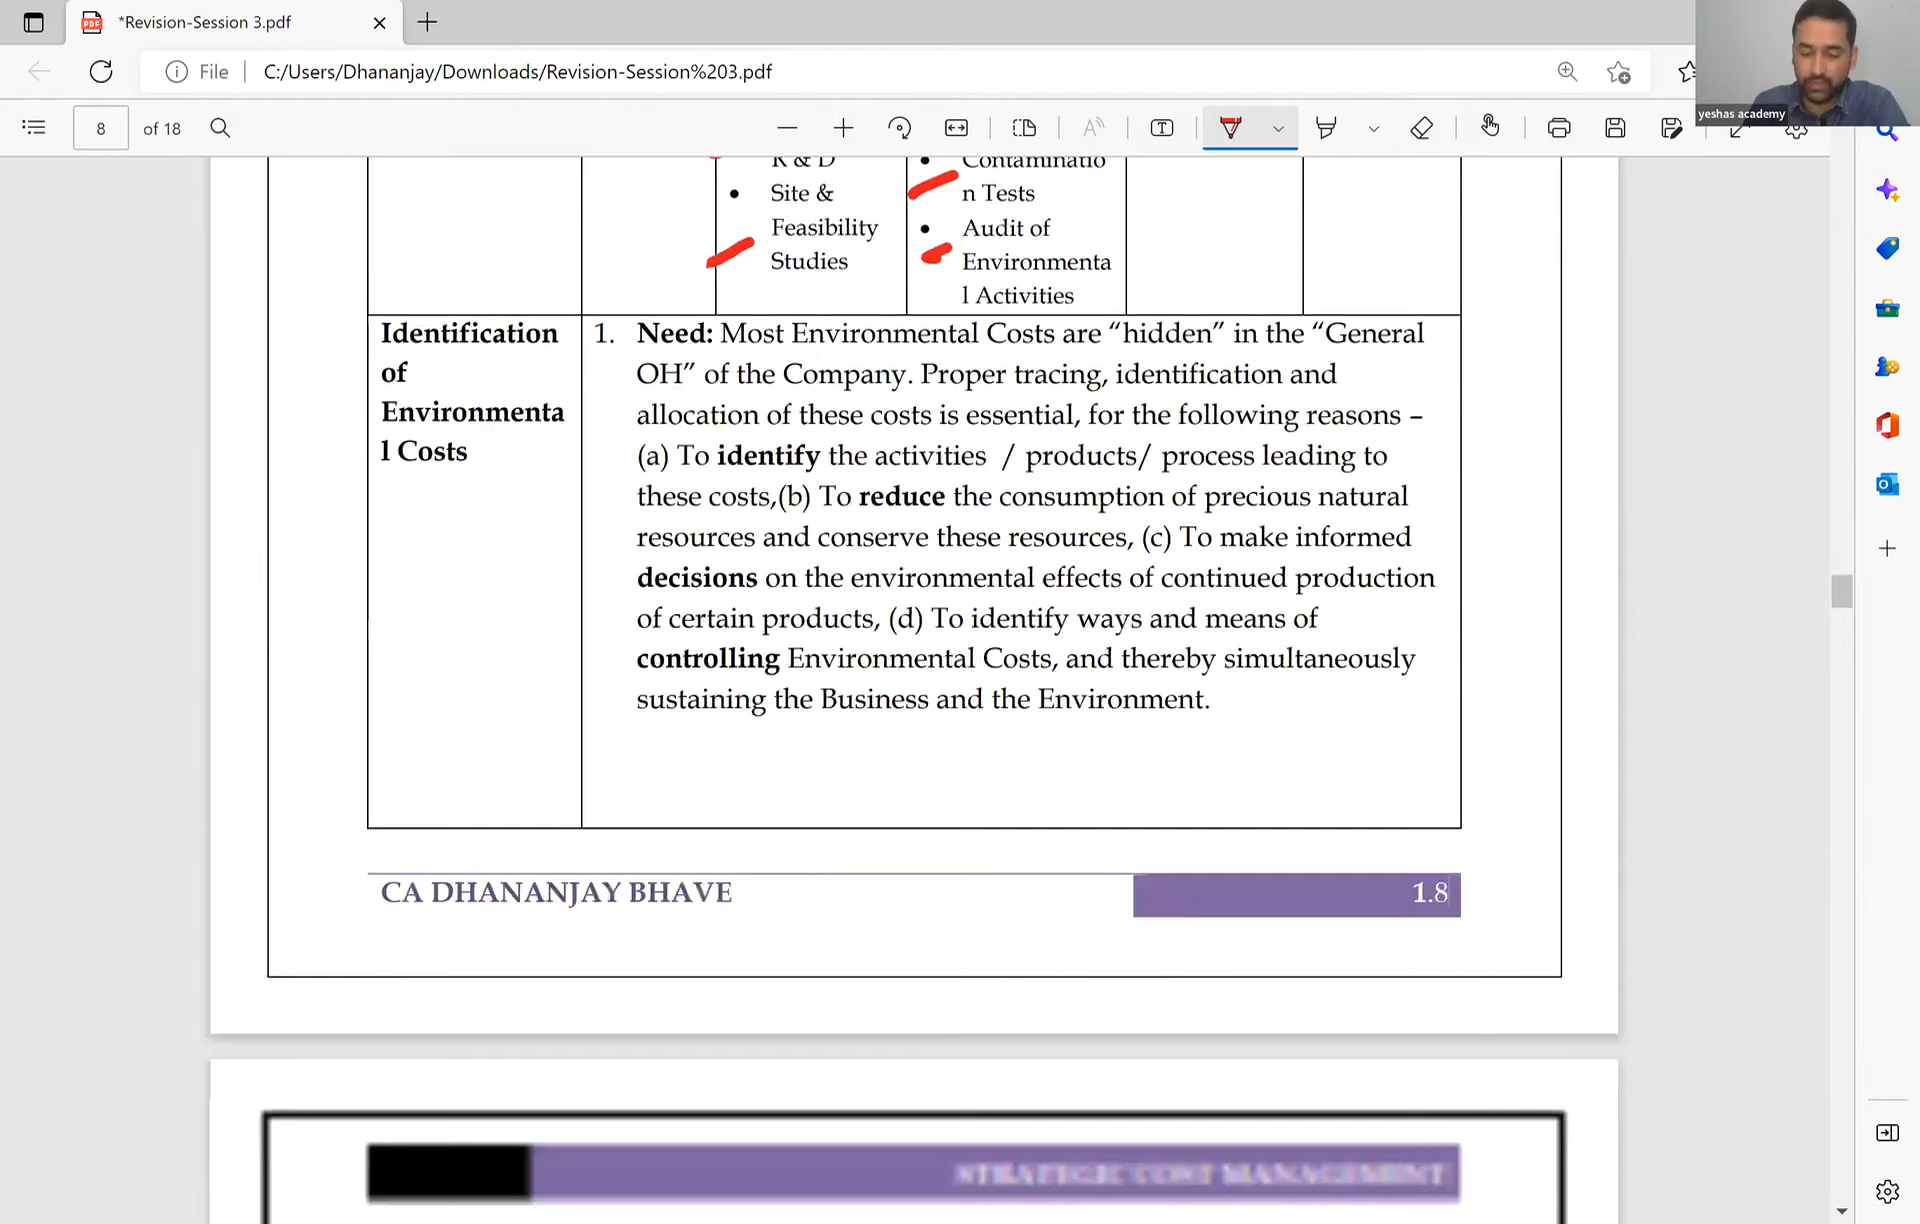 *Revision-Session 3.pdf
File
C:/Users/Dhananjay/Downloads/Revision-Session%203.pdf
yeshas academy
8 of 18
R & D
Contaminatio
n Tests
Site &
Feasibility
Studies
Audit of
Environmenta
l Activities
Identification
of
Environmenta
l Costs
1. Need: Most Environmental Costs are “hidden” in the “General
OH” of the Company. Proper tracing, identification and
allocation of these costs is essential, for the following reasons –
(a) To identify the activities / products/ process leading to
these costs,(b) To reduce the consumption of precious natural
resources and conserve these resources, (c) To make informed
decisions on the environmental effects of continued production
of certain products, (d) To identify ways and means of
controlling Environmental Costs, and thereby simultaneously
sustaining the Business and the Environment.
CA DHANANJAY BHAVE
1.8
STRATEGIC COST MANAGEMENT